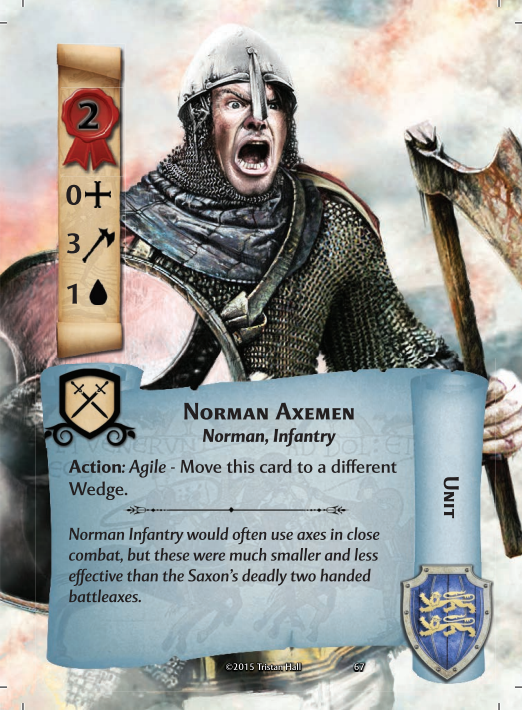 2
0
3
1
Norman Axemen
Norman, Infantry
Action: Agile - Move this card to a different
Wedge.
Norman Infantry would often use axes in close
combat, but these were much smaller and less
effective than the Saxon's deadly two handed
battleaxes.
Unit
©2015 Tristan Hall
67